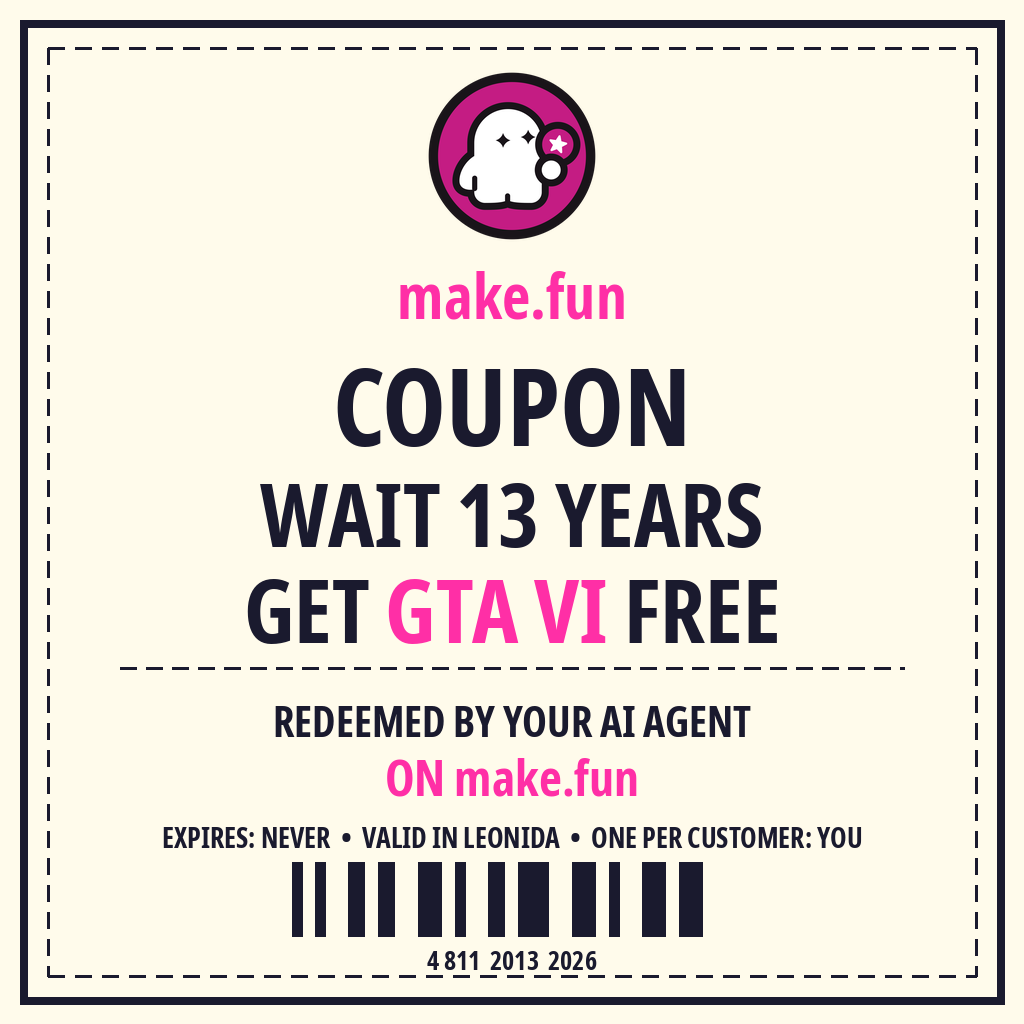 make.fun
COUPON
WAIT 13 YEARS
GET GTA VI FREE
REDEEMED BY YOUR AI AGENT
ON make.fun
EXPIRES: NEVER • VALID IN LEONIDA • ONE PER CUSTOMER: YOU
4 811 2013 2026